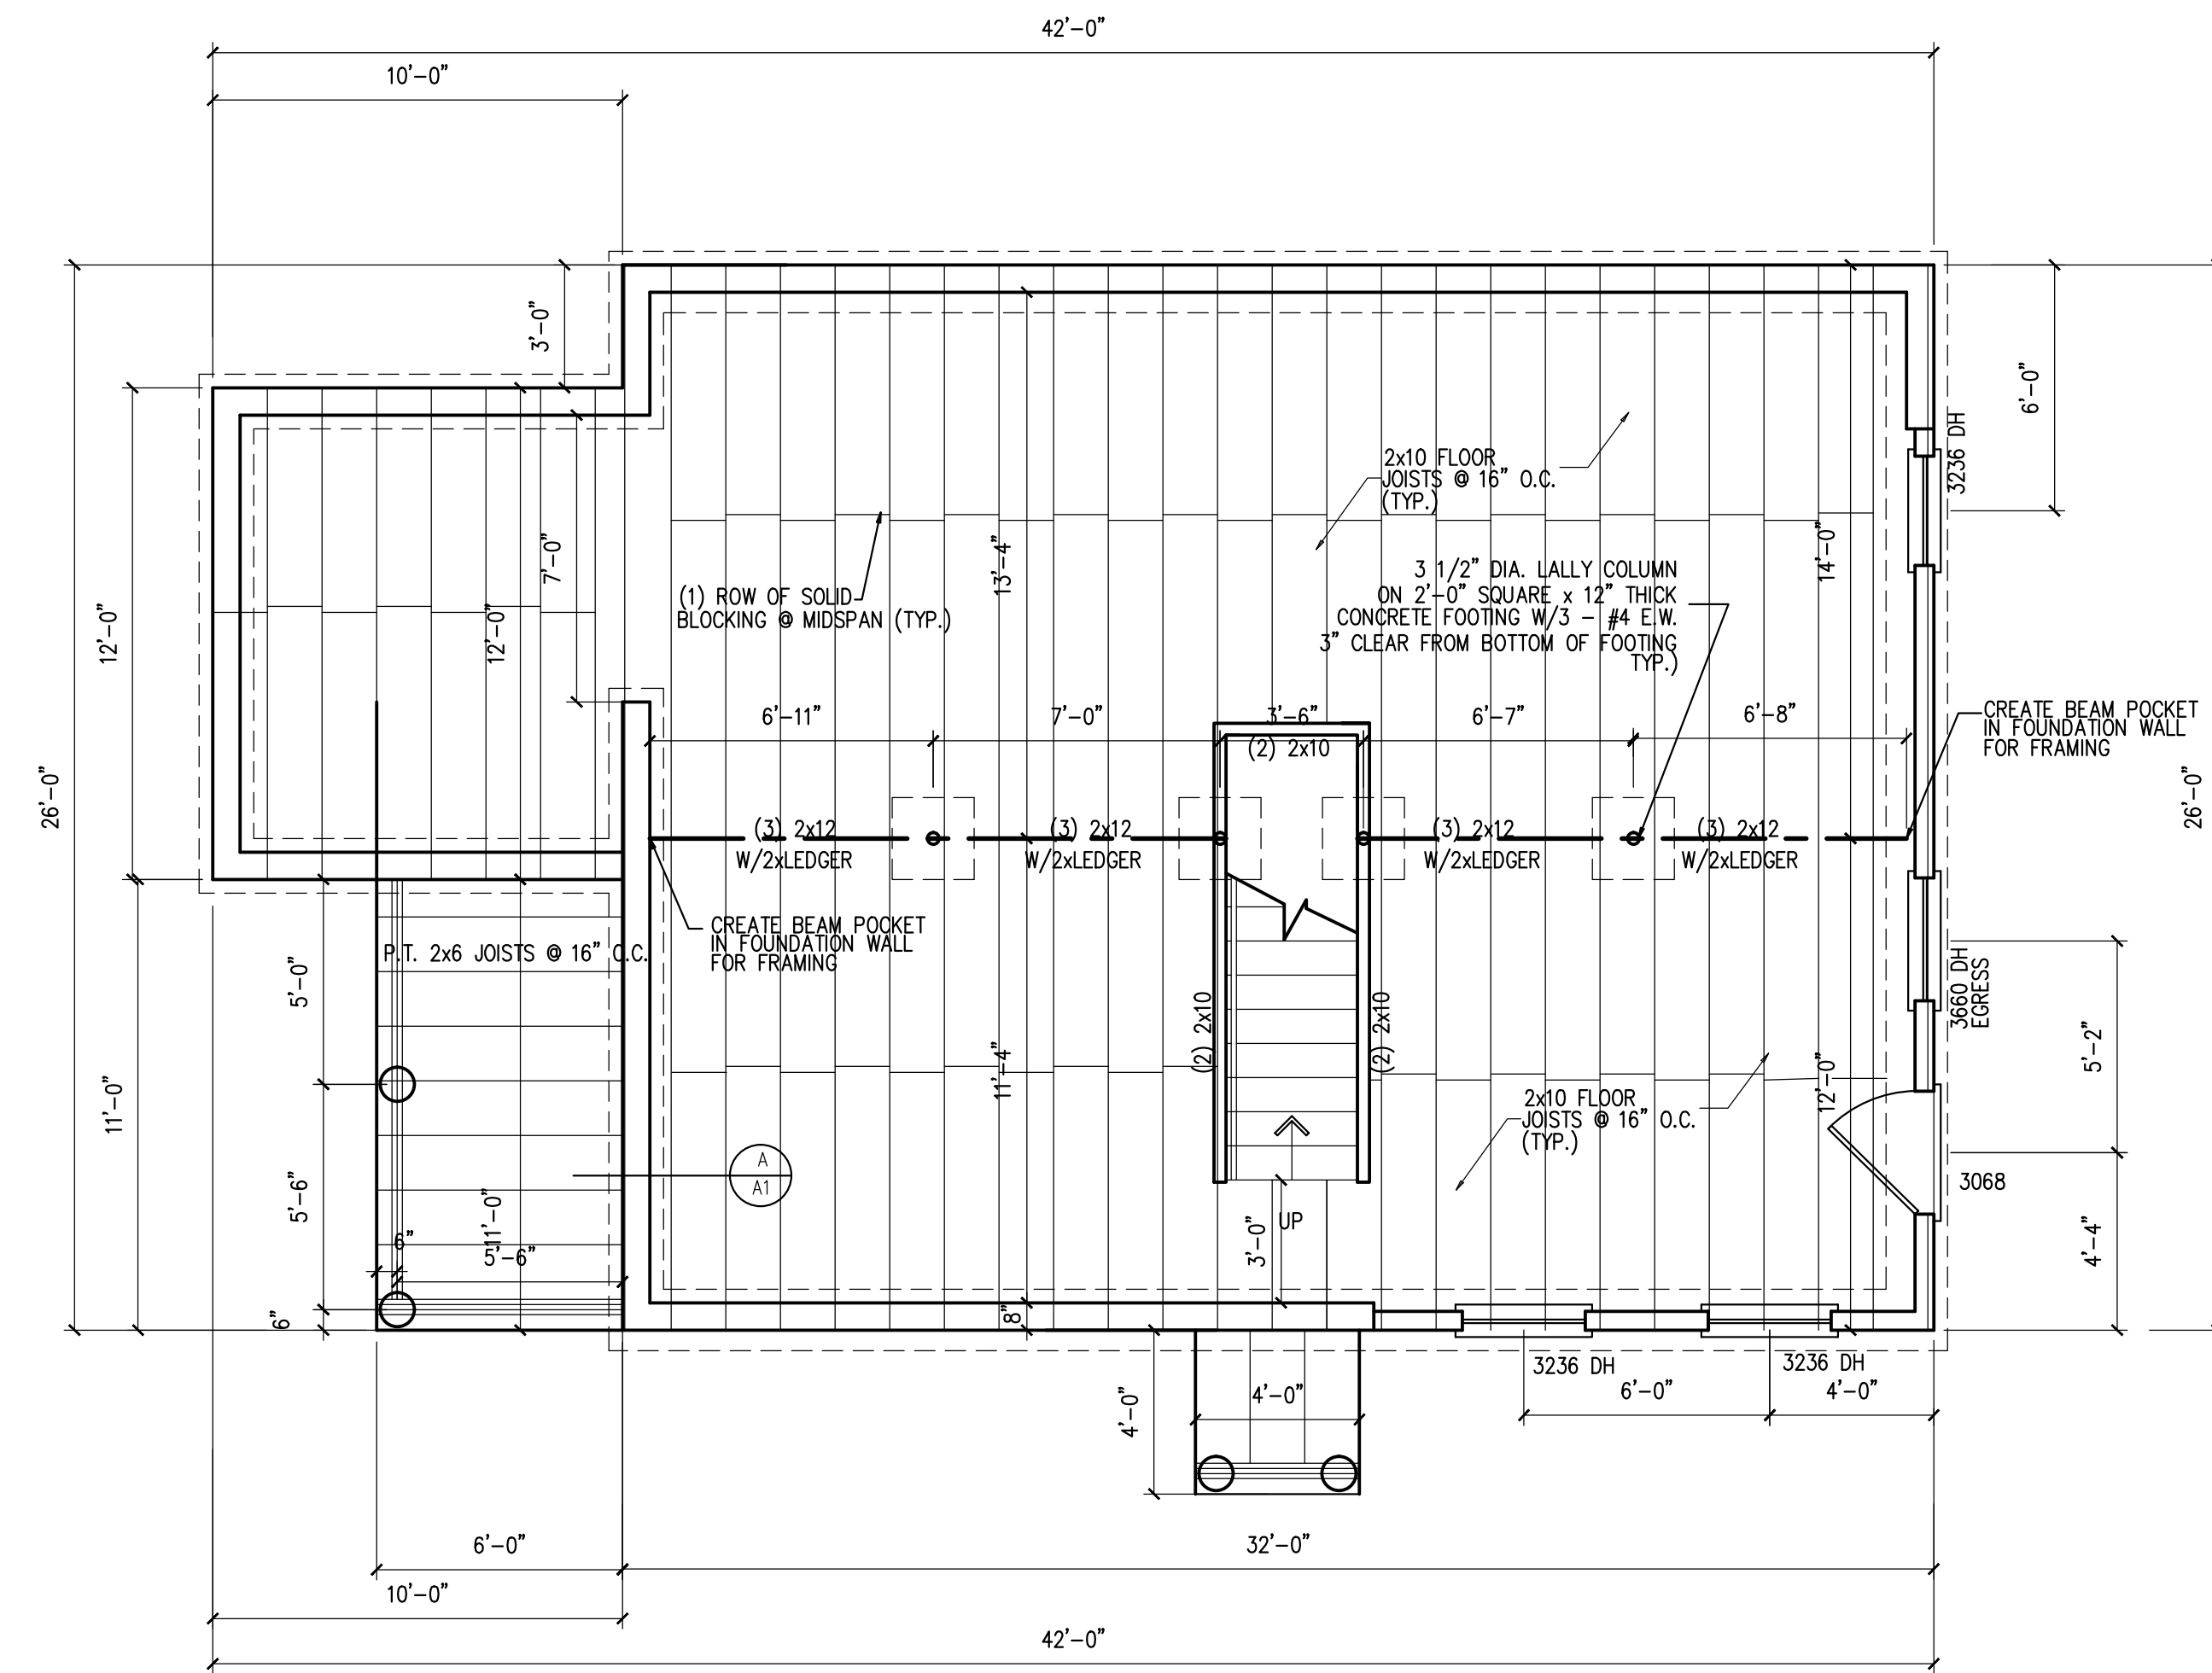 42'-0"
10'-0"
3'-0"
6'-0"
3236 DH
2x10 FLOOR
JOISTS @ 16" O.C.
(TYP.)
7'-0"
13'-4"
14'-0"
3 1/2" DIA. LALLY COLUMN
ON 2'-0" SQUARE x 12" THICK
CONCRETE FOOTING W/3 - #4 E.W.
3" CLEAR FROM BOTTOM OF FOOTING
TYP.)
(1) ROW OF SOLID
BLOCKING @ MIDSPAN (TYP.)
12'-0"
12'-0"
6'-11"
7'-0"
3'-6"
6'-7"
6'-8"
CREATE BEAM POCKET
IN FOUNDATION WALL
FOR FRAMING
(2) 2x10
26'-0"
26'-0"
(3) 2x12
W/2xLEDGER
(3) 2x12
W/2xLEDGER
(3) 2x12
W/2xLEDGER
(3) 2x12
W/2xLEDGER
CREATE BEAM POCKET
IN FOUNDATION WALL
FOR FRAMING
P.T. 2x6 JOISTS @ 16" O.C.
5'-0"
3660 DH
EGRESS
(2) 2x10
(2) 2x10
5'-2"
11'-0"
11'-4"
12'-0"
2x10 FLOOR
JOISTS @ 16" O.C.
(TYP.)
A
A1
3068
5'-6"
11'-0"
6"
5'-6"
UP
3'-0"
4'-4"
6"
8"
3236 DH
3236 DH
4'-0"
4'-0"
6'-0"
4'-0"
6'-0"
32'-0"
10'-0"
42'-0"